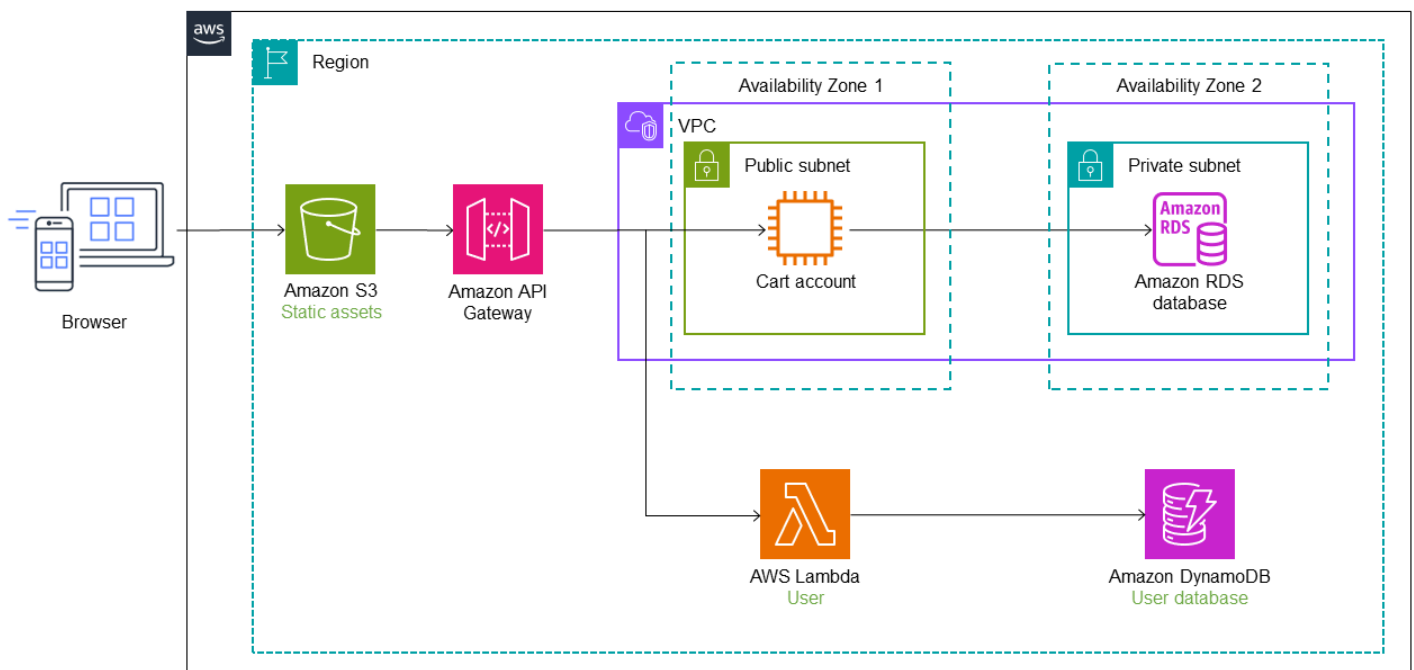 aws
Region
Availability Zone 1
Availability Zone 2
VPC
Public subnet
Private subnet
Amazon
RDS
</>
Cart account
Amazon RDS
database
Amazon S3
Static assets
Amazon API
Gateway
Browser
AWS Lambda
User
Amazon DynamoDB
User database